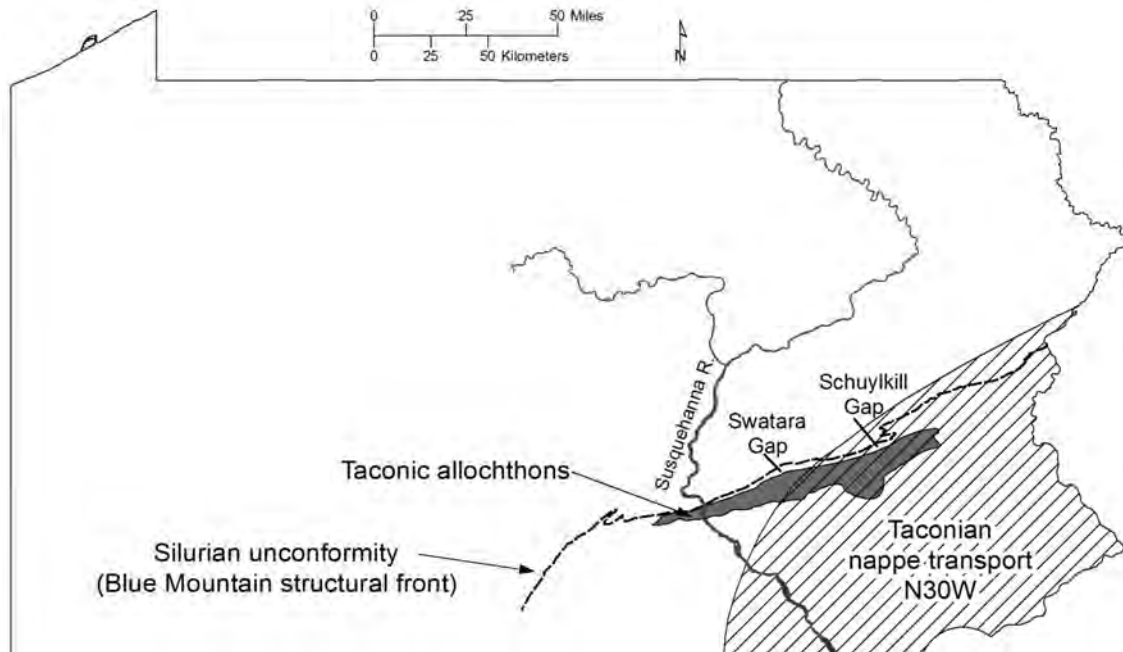 0 25 50 Miles
0 25 50 Kilometers
N
Susquehanna R.
Schuylkill
Gap
Swatara
Gap
Taconic allochthons
Silurian unconformity
(Blue Mountain structural front)
Taconian
nappe transport
N30W